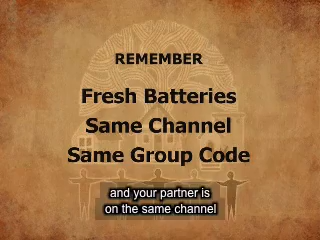 REMEMBER
Fresh Batteries
Same Channel
Same Group Code
and your partner is
on the same channel